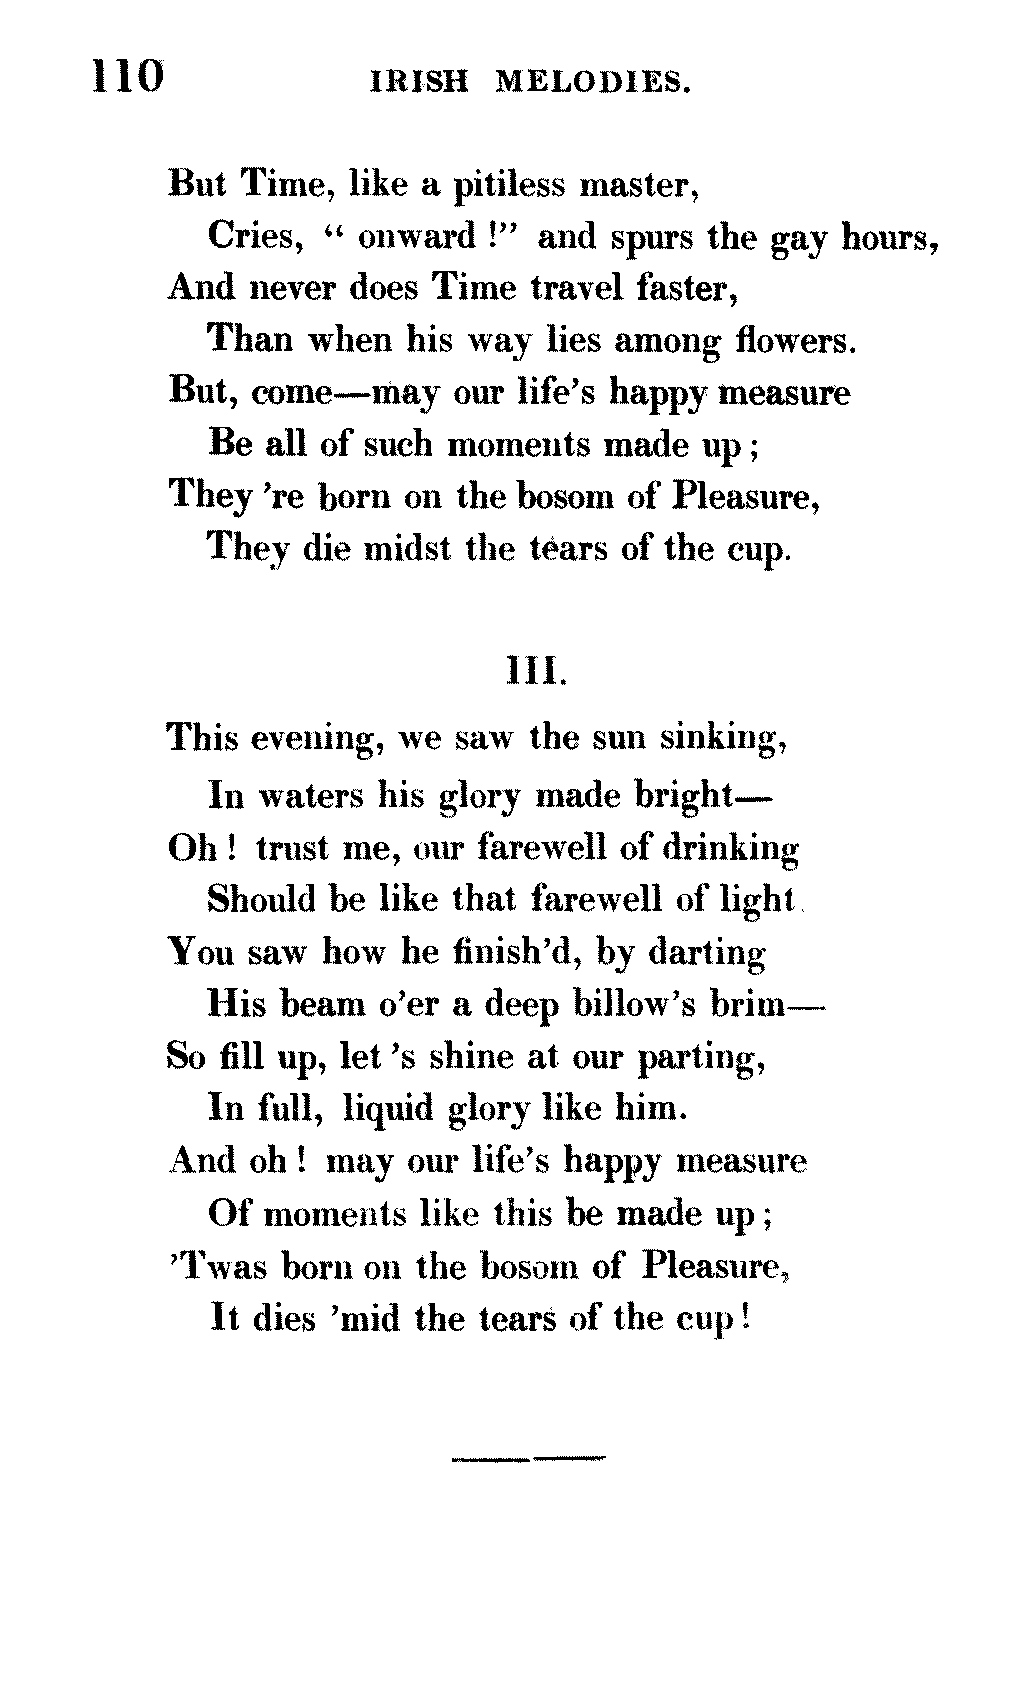 110 IRISH MELODIES.
But Time, like a pitiless master,
Cries, “ onward !” and spurs the gay hours,
And never does Time travel faster,
Than when his way lies among flowers.
But, come—may our life’s happy measure
Be all of such moments made up ;
They ’re born on the bosom of Pleasure,
They die midst the tears of the cup.
III.
This evening, we saw the sun sinking,
In waters his glory made bright—
Oh ! trust me, our farewell of drinking
Should be like that farewell of light.
You saw how he finish’d, by darting
His beam o’er a deep billow’s brim—
So fill up, let ’s shine at our parting,
In full, liquid glory like him.
And oh ! may our life’s happy measure
Of moments like this be made up ;
’Twas born on the bosom of Pleasure,
It dies ’mid the tears of the cup !